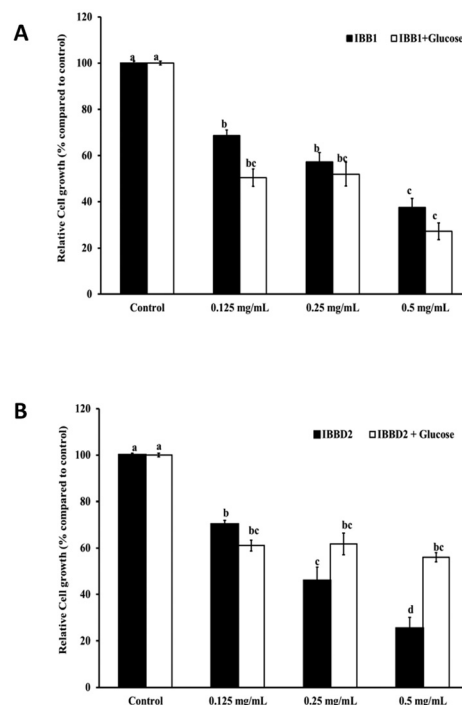 A
IBB1 IBB1+Glucose
Relative Cell growth (% compared to control)
120
100
80
60
40
20
0
a a
b bc
b bc
c c
Control 0.125 mg/mL 0.25 mg/mL 0.5 mg/mL
B
IBBD2 IBBD2 + Glucose
Relative Cell growth (% compared to control)
120
100
80
60
40
20
0
a a
b bc
c bc
d bc
Control 0.125 mg/mL 0.25 mg/mL 0.5 mg/mL